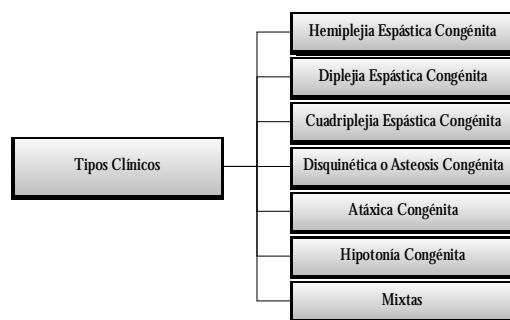 Hemiplejia Espástica Congénita
Diplejia Espástica Congénita
Cuadriplejia Espástica Congénita
Tipos Clínicos
Disquinética o Asteosis Congénita
Atáxica Congénita
Hipotonía Congénita
Mixtas